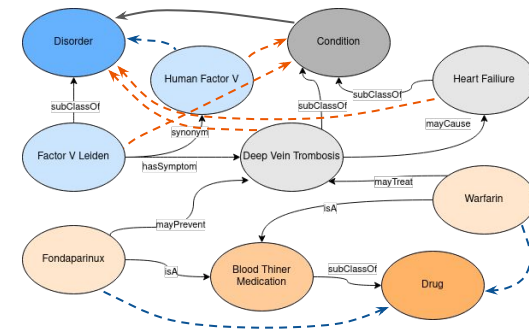 Disorder
Condition
Human Factor V
Heart Failiure
subClassOf
subClassOf
subClassOf
synonym
mayCause
Factor V Leiden
hasSymptom
Deep Vein Trombosis
mayTreat
Warfarin
isA
mayPrevent
Fondaparinux
isA
Blood Thiner
Medication
subClassOf
Drug